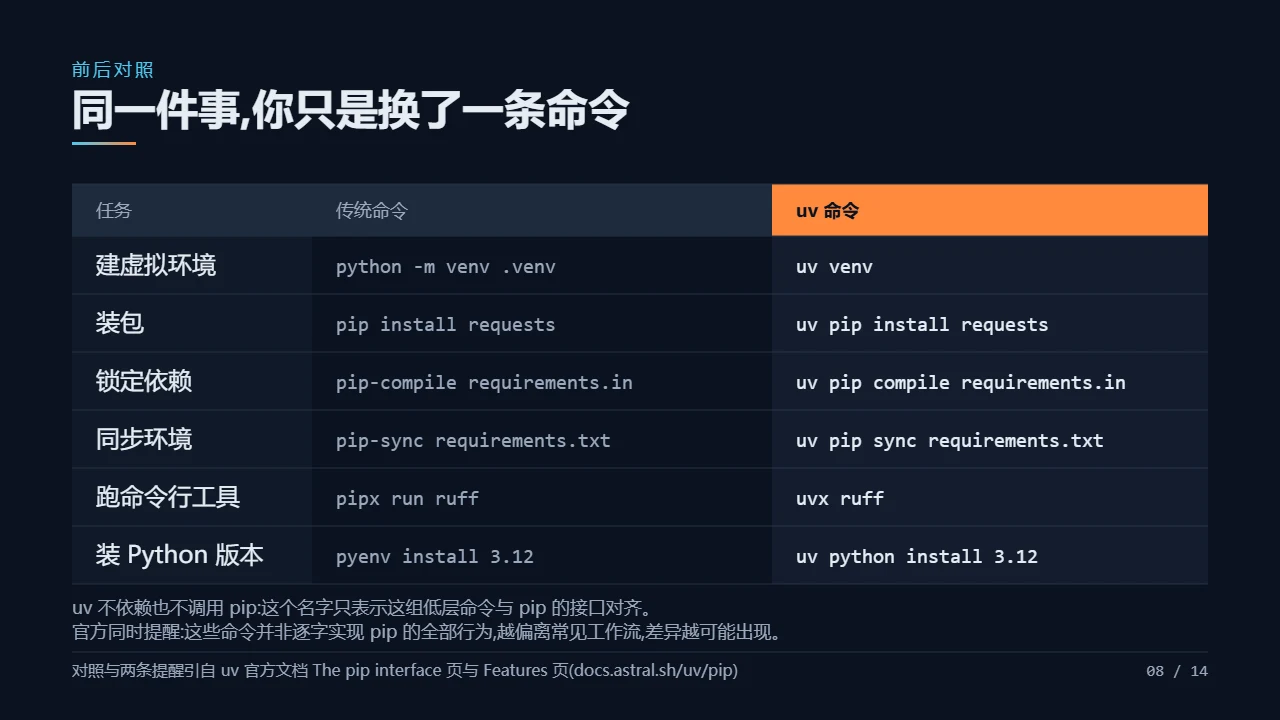 前后对照
同一件事,你只是换了一条命令
任务 传统命令 uv 命令
建虚拟环境 python -m venv .venv uv venv
装包 pip install requests uv pip install requests
锁定依赖 pip-compile requirements.in uv pip compile requirements.in
同步环境 pip-sync requirements.txt uv pip sync requirements.txt
跑命令行工具 pipx run ruff uvx ruff
装 Python 版本 pyenv install 3.12 uv python install 3.12
uv 不依赖也不调用 pip:这个名字只表示这组低层命令与 pip 的接口对齐。
官方同时提醒:这些命令并非逐字实现 pip 的全部行为,越偏离常见工作流,差异越可能出现。
对照与两条提醒引自 uv 官方文档 The pip interface 页与 Features 页(docs.astral.sh/uv/pip)
08 / 14